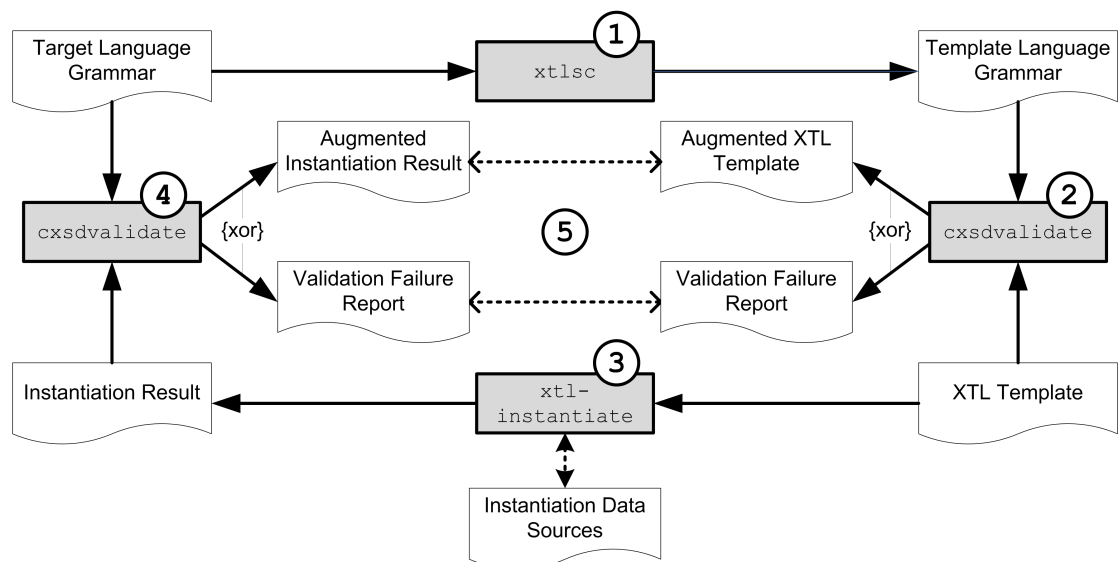 Target Language
Grammar
1
xtlsc
Template Language
Grammar
Augmented
Instantiation Result
Augmented XTL
Template
4
cxsdvalidate
{xor}
5
{xor}
2
cxsdvalidate
Validation Failure
Report
Validation Failure
Report
Instantiation Result
3
xtl-
instantiate
XTL Template
Instantiation Data
Sources